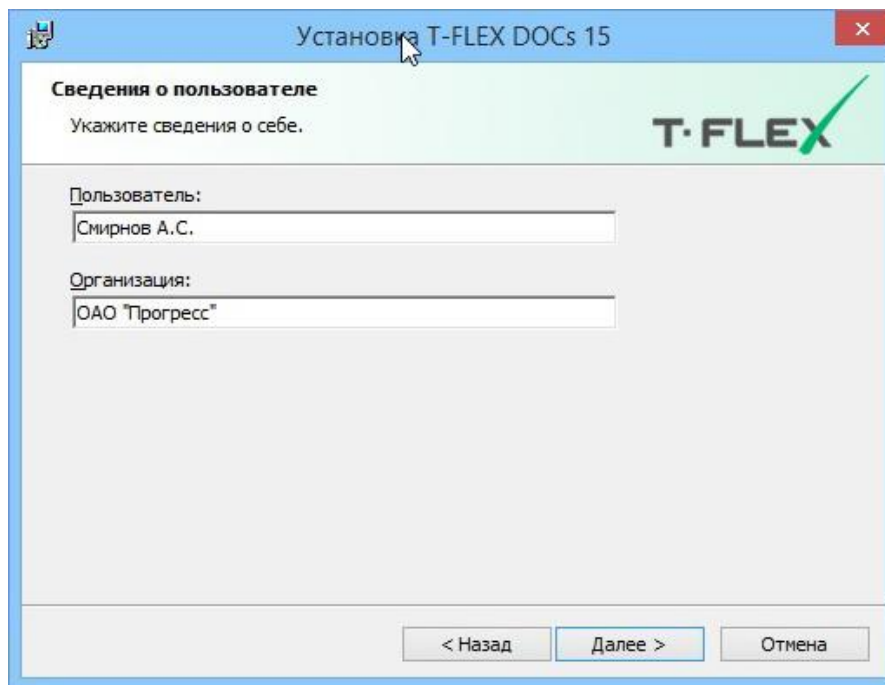 Установка T-FLEX DOCs 15
Сведения о пользователе
Укажите сведения о себе.
T-FLEX
Пользователь:
Смирнов А.С.
Организация:
ОАО "Прогресс"
< Назад
Далее >
Отмена